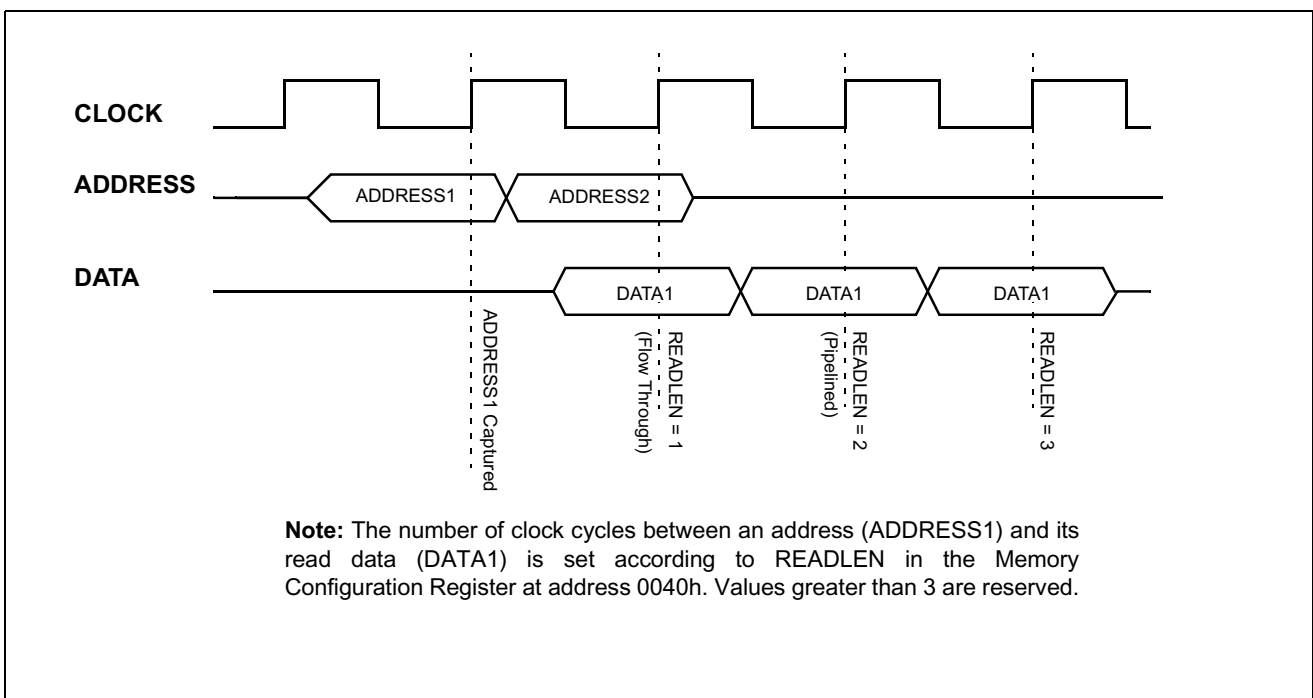 CLOCK
ADDRESS
ADDRESS1
ADDRESS2
DATA
DATA1
DATA1
DATA1
ADDRESS1 Captured
READLEN = 1
(Flow Through)
READLEN = 2
(Pipelined)
READLEN = 3
Note: The number of clock cycles between an address (ADDRESS1) and its
read data (DATA1) is set according to READLEN in the Memory
Configuration Register at address 0040h. Values greater than 3 are reserved.